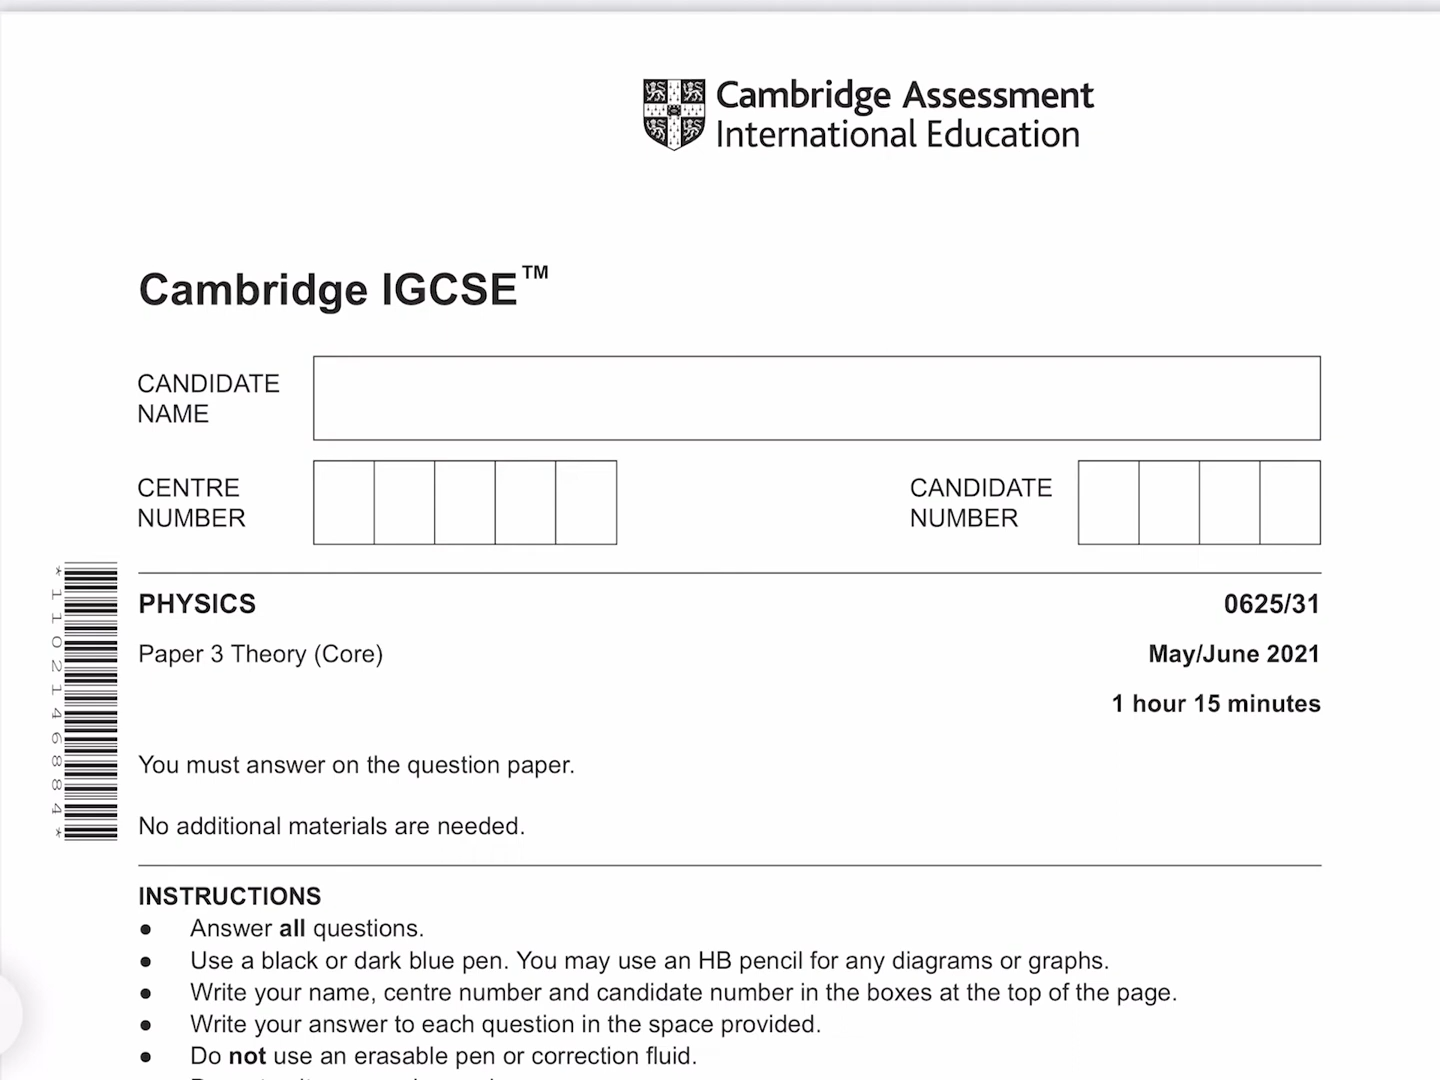 Cambridge Assessment
International Education
Cambridge IGCSE™
CANDIDATE
NAME
CENTRE
NUMBER
CANDIDATE
NUMBER
*1102146884*
PHYSICS 0625/31
Paper 3 Theory (Core) May/June 2021
1 hour 15 minutes
You must answer on the question paper.
No additional materials are needed.
INSTRUCTIONS
● Answer all questions.
● Use a black or dark blue pen. You may use an HB pencil for any diagrams or graphs.
● Write your name, centre number and candidate number in the boxes at the top of the page.
● Write your answer to each question in the space provided.
● Do not use an erasable pen or correction fluid.